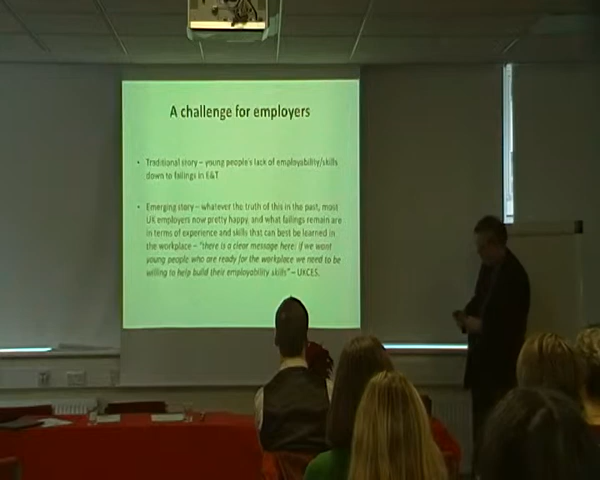 A challenge for employers
• Traditional story – young people's lack of employability/skills
down to failings in E&T
• Emerging story – whatever the truth of this in the past, most
UK employers now pretty happy, and what failings remain are
in terms of experience and skills that can best be learned in
the workplace – "there is a clear message here: if we want
young people who are ready for the workplace we need to be
willing to help build their employability skills" – UKCES.